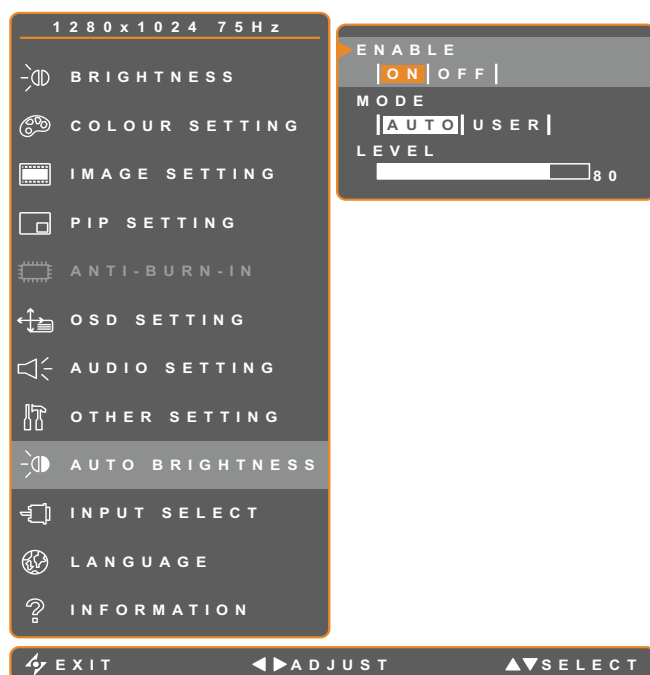 1280x1024 75Hz
BRIGHTNESS
COLOUR SETTING
IMAGE SETTING
PIP SETTING
ANTI-BURN-IN
OSD SETTING
AUDIO SETTING
OTHER SETTING
AUTO BRIGHTNESS
INPUT SELECT
LANGUAGE
INFORMATION
ENABLE
ON OFF
MODE
AUTO USER
LEVEL
80
EXIT ADJUST SELECT